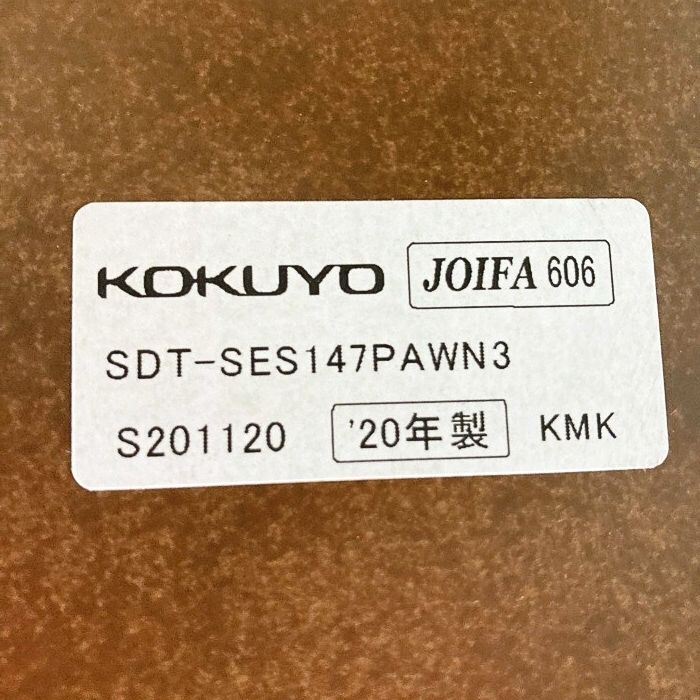 KOKUYO JOIFA 606
SDT-SES147PAWN3
S201120 '20年製 KMK